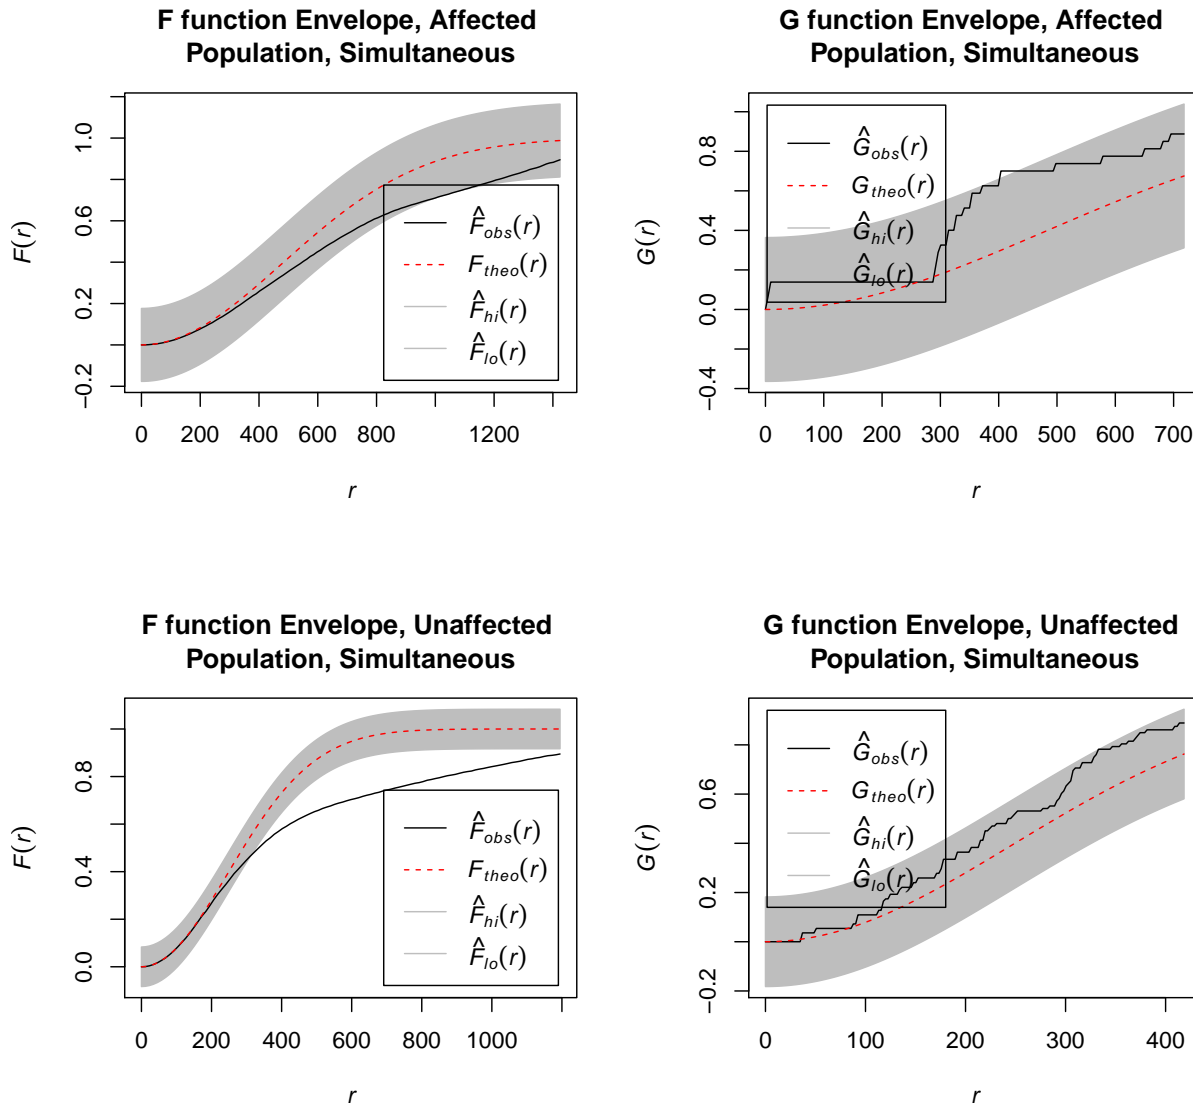 F function Envelope, Affected
Population, Simultaneous
F(r)
−0.2 0.2 0.6 1.0
0 200 400 600 800 1200
r
F̂obs(r)
Ftheo(r)
F̂hi(r)
F̂lo(r)
G function Envelope, Affected
Population, Simultaneous
G(r)
−0.4 0.0 0.4 0.8
0 100 200 300 400 500 600 700
r
Ĝobs(r)
Gtheo(r)
Ĝhi(r)
Ĝlo(r)
F function Envelope, Unaffected
Population, Simultaneous
F(r)
0.0 0.4 0.8
0 200 400 600 800 1000
r
F̂obs(r)
Ftheo(r)
F̂hi(r)
F̂lo(r)
G function Envelope, Unaffected
Population, Simultaneous
G(r)
−0.2 0.2 0.6
0 100 200 300 400
r
Ĝobs(r)
Gtheo(r)
Ĝhi(r)
Ĝlo(r)